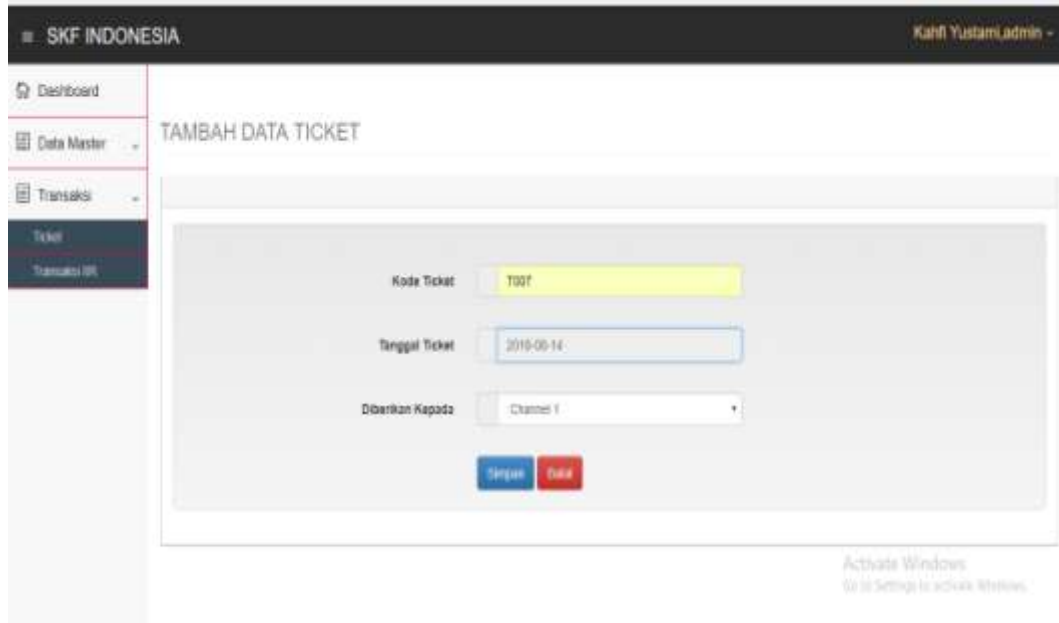 SKF INDONESIA
Kahfi Yustami,admin
Dashboard
Data Master
Transaksi
Ticket
Transaksi
TAMBAH DATA TICKET
Kode Ticket
T007
Tanggal Ticket
Diberikan Kepada
Channel 1
Simpan
Batal
Activate Windows
Go to Settings to activate Windows.